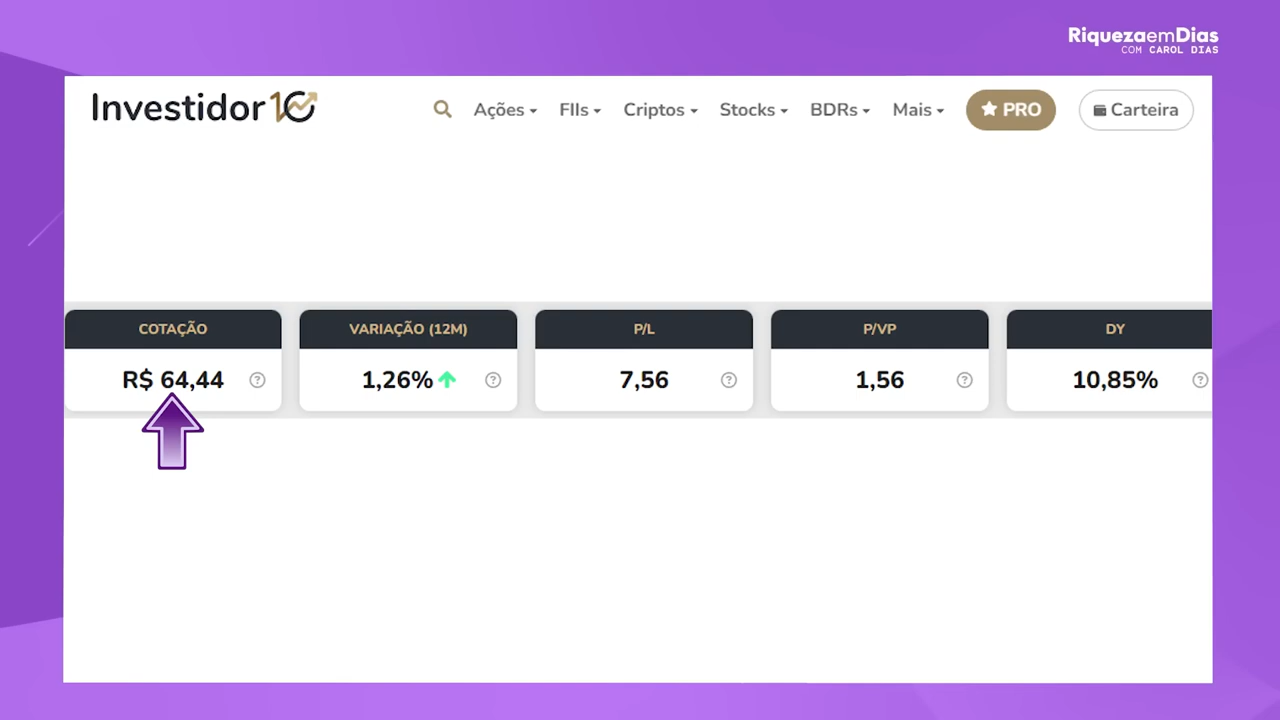 RiquezaemDias
COM CAROL DIAS
Investidor10
Ações
FIIs
Criptos
Stocks
BDRs
Mais
PRO
Carteira
COTAÇÃO
R$ 64,44
VARIAÇÃO (12M)
1,26%
P/L
7,56
P/VP
1,56
DY
10,85%